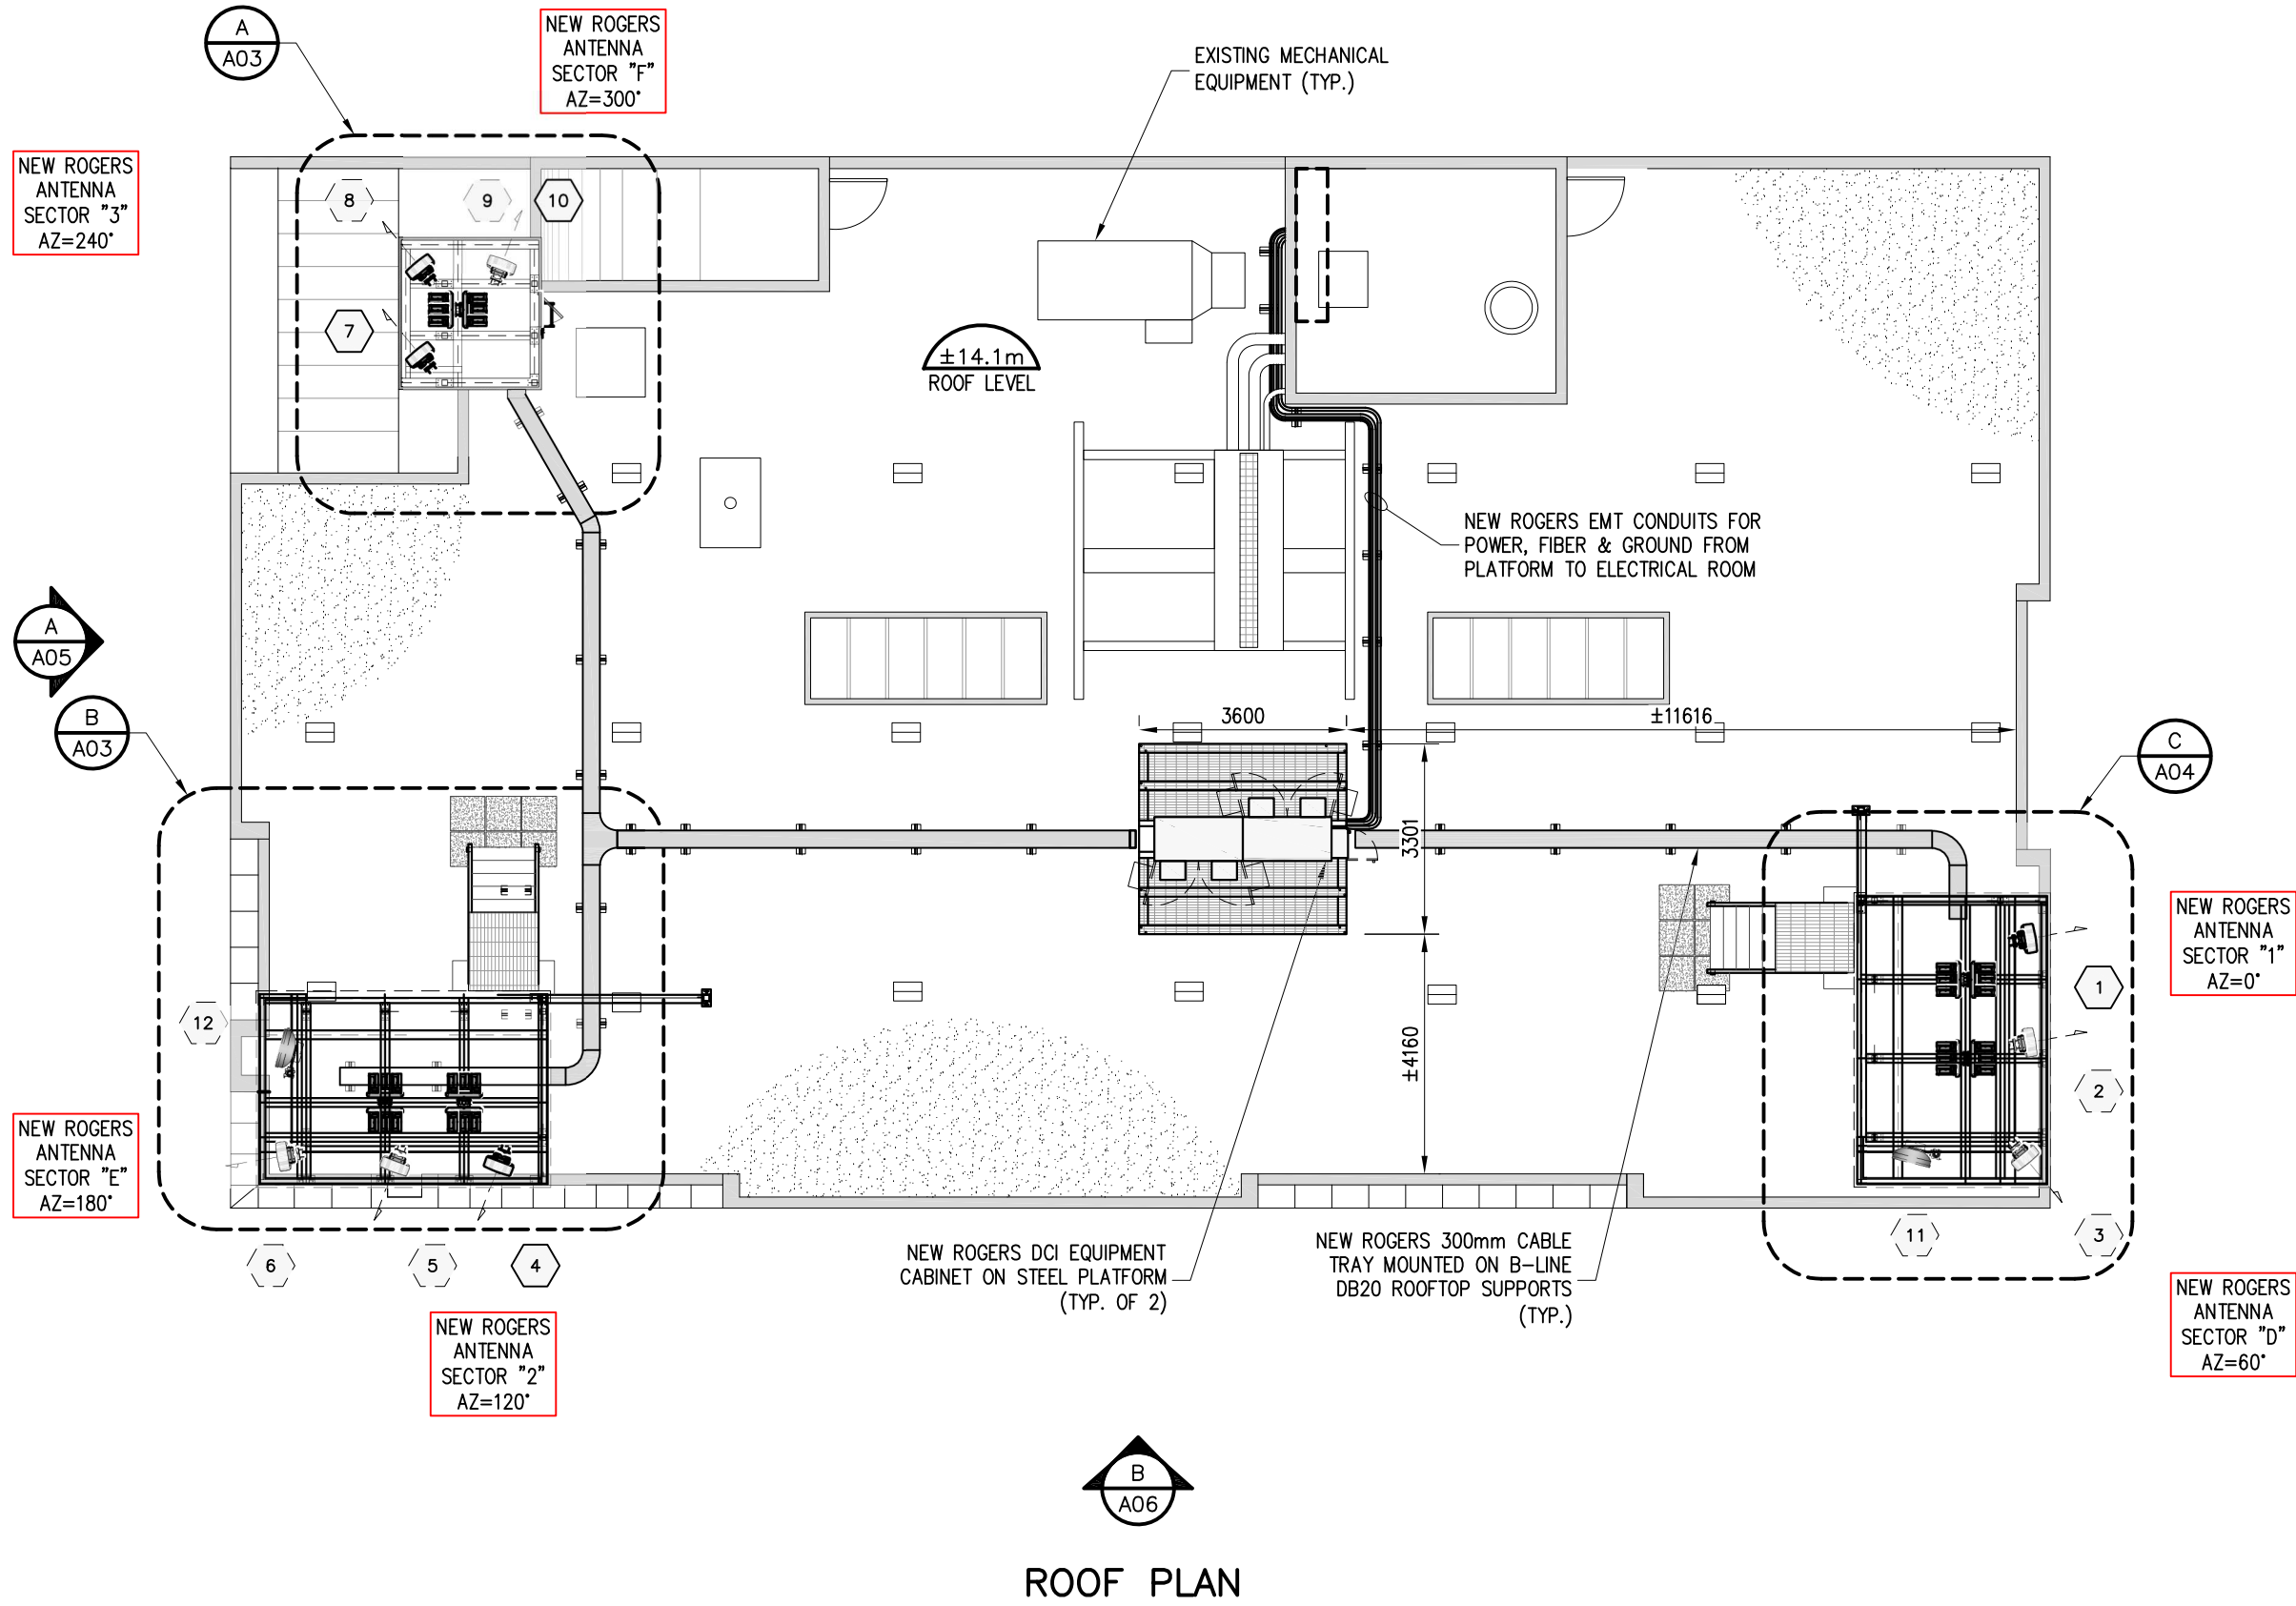 A
A03
NEW ROGERS
ANTENNA
SECTOR "F"
AZ=300°
EXISTING MECHANICAL
EQUIPMENT (TYP.)
NEW ROGERS
ANTENNA
SECTOR "3"
AZ=240°
8
9
10
7
±14.1m
ROOF LEVEL
NEW ROGERS EMT CONDUITS FOR
POWER, FIBER & GROUND FROM
PLATFORM TO ELECTRICAL ROOM
A
A05
B
A03
3600
±11616
C
A04
3301
±4160
NEW ROGERS
ANTENNA
SECTOR "1"
AZ=0°
1
2
12
NEW ROGERS
ANTENNA
SECTOR "E"
AZ=180°
6
5
4
11
3
NEW ROGERS DCI EQUIPMENT
CABINET ON STEEL PLATFORM
(TYP. OF 2)
NEW ROGERS 300mm CABLE
TRAY MOUNTED ON B-LINE
DB20 ROOFTOP SUPPORTS
(TYP.)
NEW ROGERS
ANTENNA
SECTOR "D"
AZ=60°
NEW ROGERS
ANTENNA
SECTOR "2"
AZ=120°
B
A06
ROOF PLAN